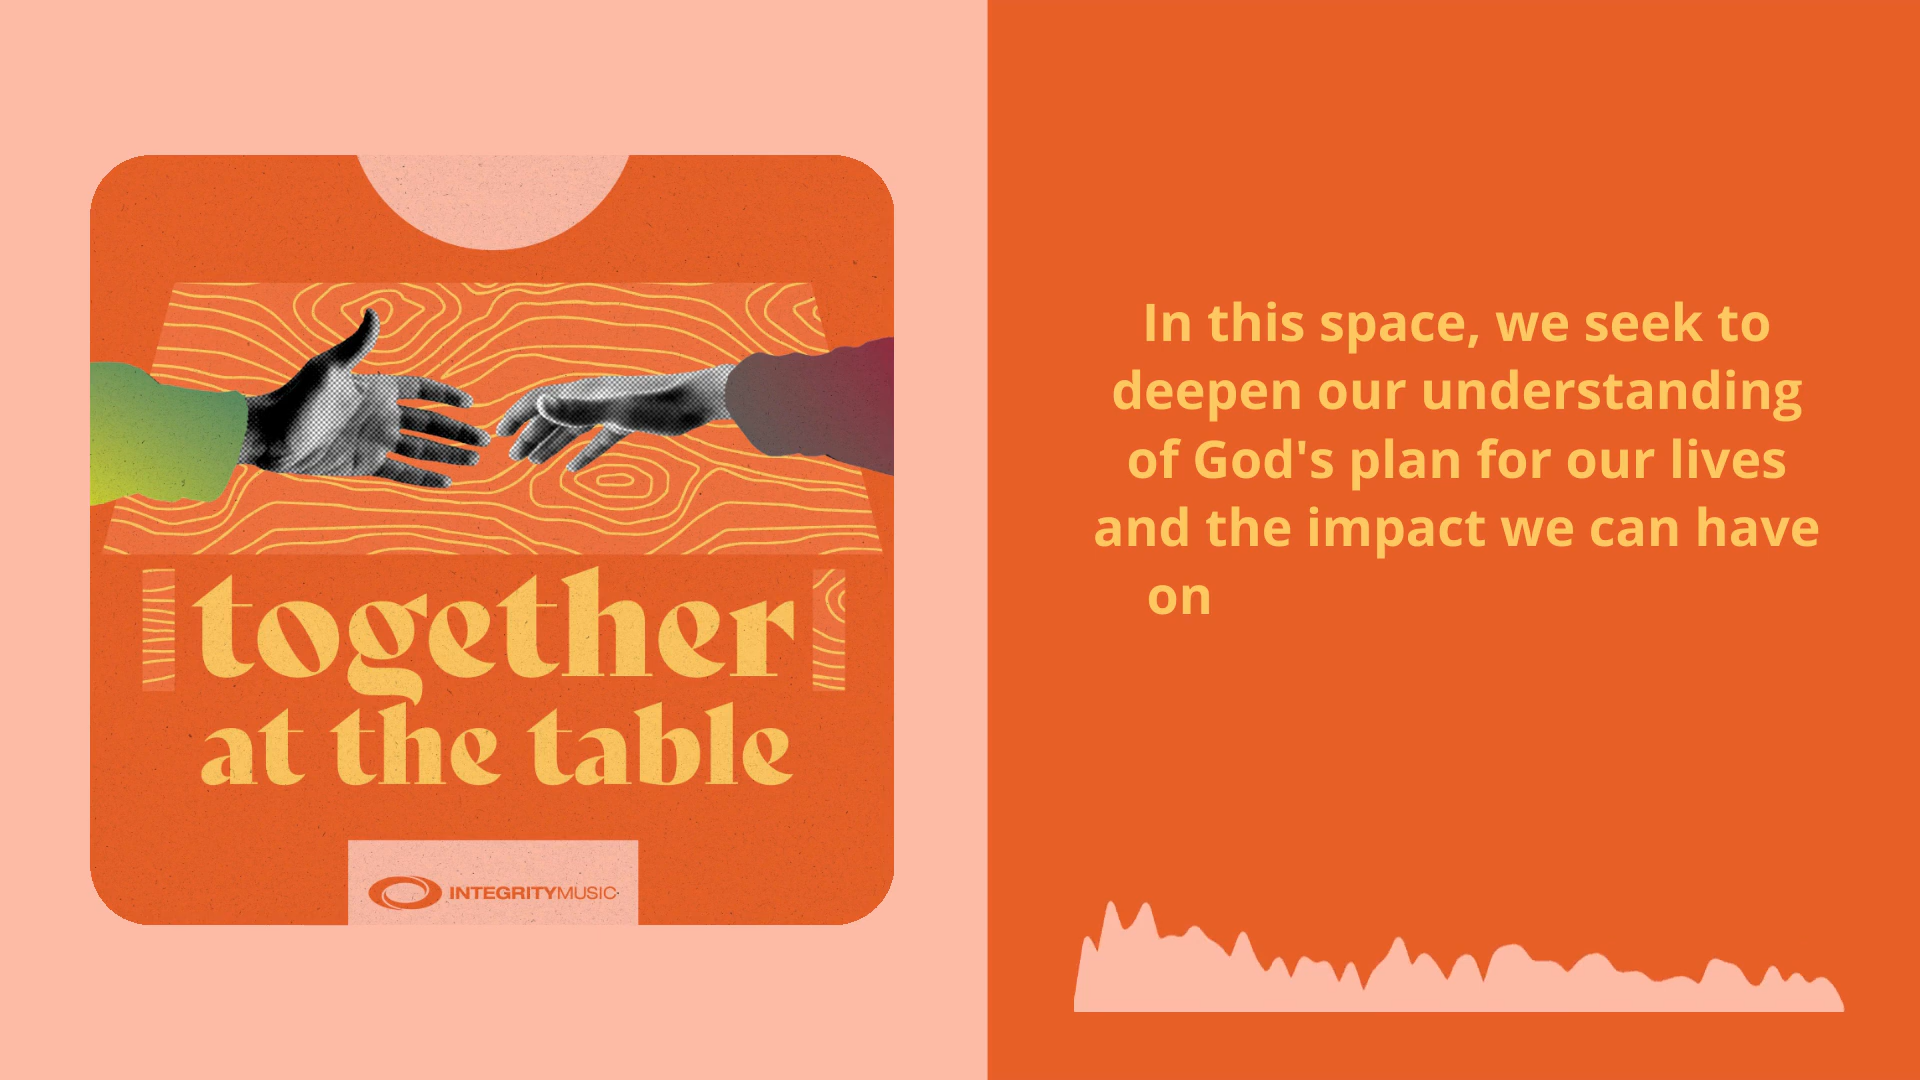 together
at the table
INTEGRITYMUSIC
In this space, we seek to
deepen our understanding
of God's plan for our lives
and the impact we can have
on